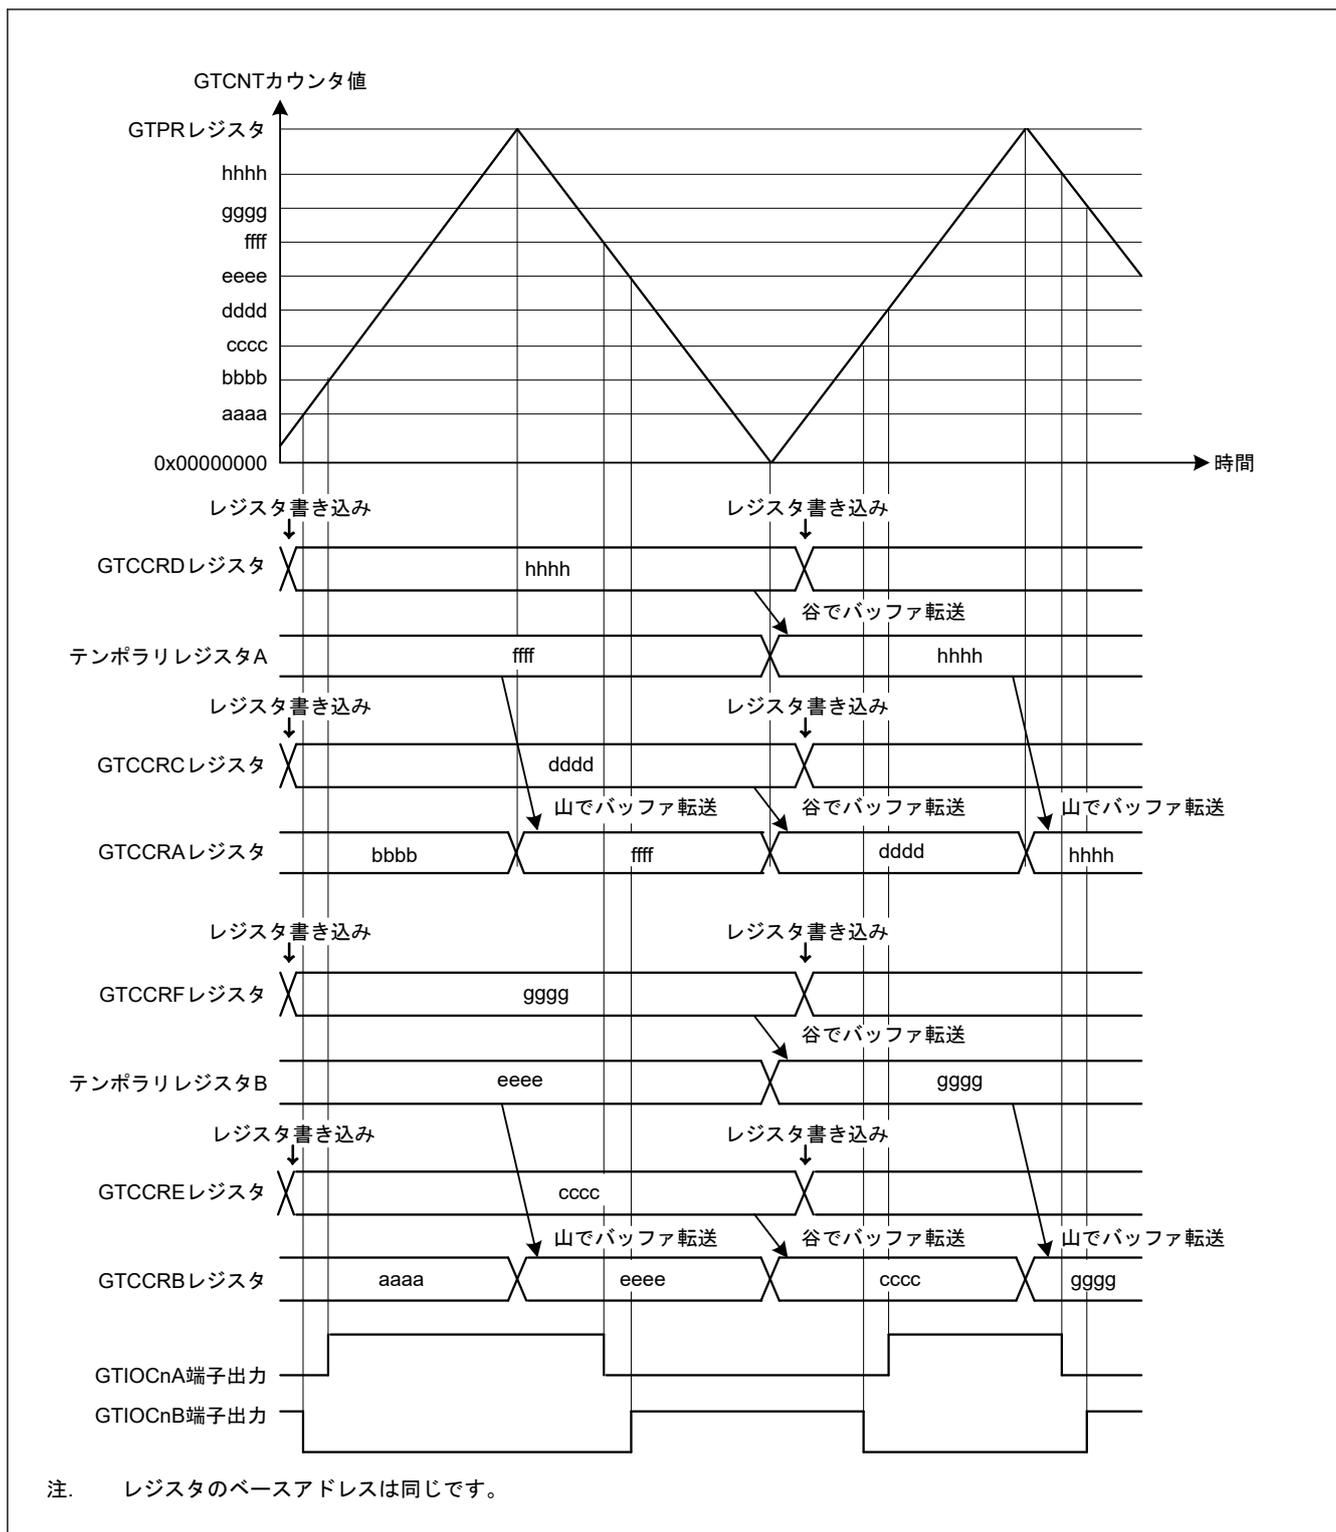 GTCNTカウンタ値
GTPRレジスタ
hhhh
gggg
ffff
eeee
dddd
cccc
bbbb
aaaa
0x00000000
時間
レジスタ書き込み
レジスタ書き込み
GTCCRDレジスタ
hhhh
谷でバッファ転送
テンポラリレジスタA
ffff
hhhh
レジスタ書き込み
レジスタ書き込み
GTCCRCレジスタ
dddd
山でバッファ転送
谷でバッファ転送
山でバッファ転送
GTCCRAレジスタ
bbbb
ffff
dddd
hhhh
レジスタ書き込み
レジスタ書き込み
GTCCRFレジスタ
gggg
谷でバッファ転送
テンポラリレジスタB
eeee
gggg
レジスタ書き込み
レジスタ書き込み
GTCCREレジスタ
cccc
山でバッファ転送
谷でバッファ転送
山でバッファ転送
GTCCRBレジスタ
aaaa
eeee
cccc
gggg
GTIOCnA端子出力
GTIOCnB端子出力
注. レジスタのベースアドレスは同じです。